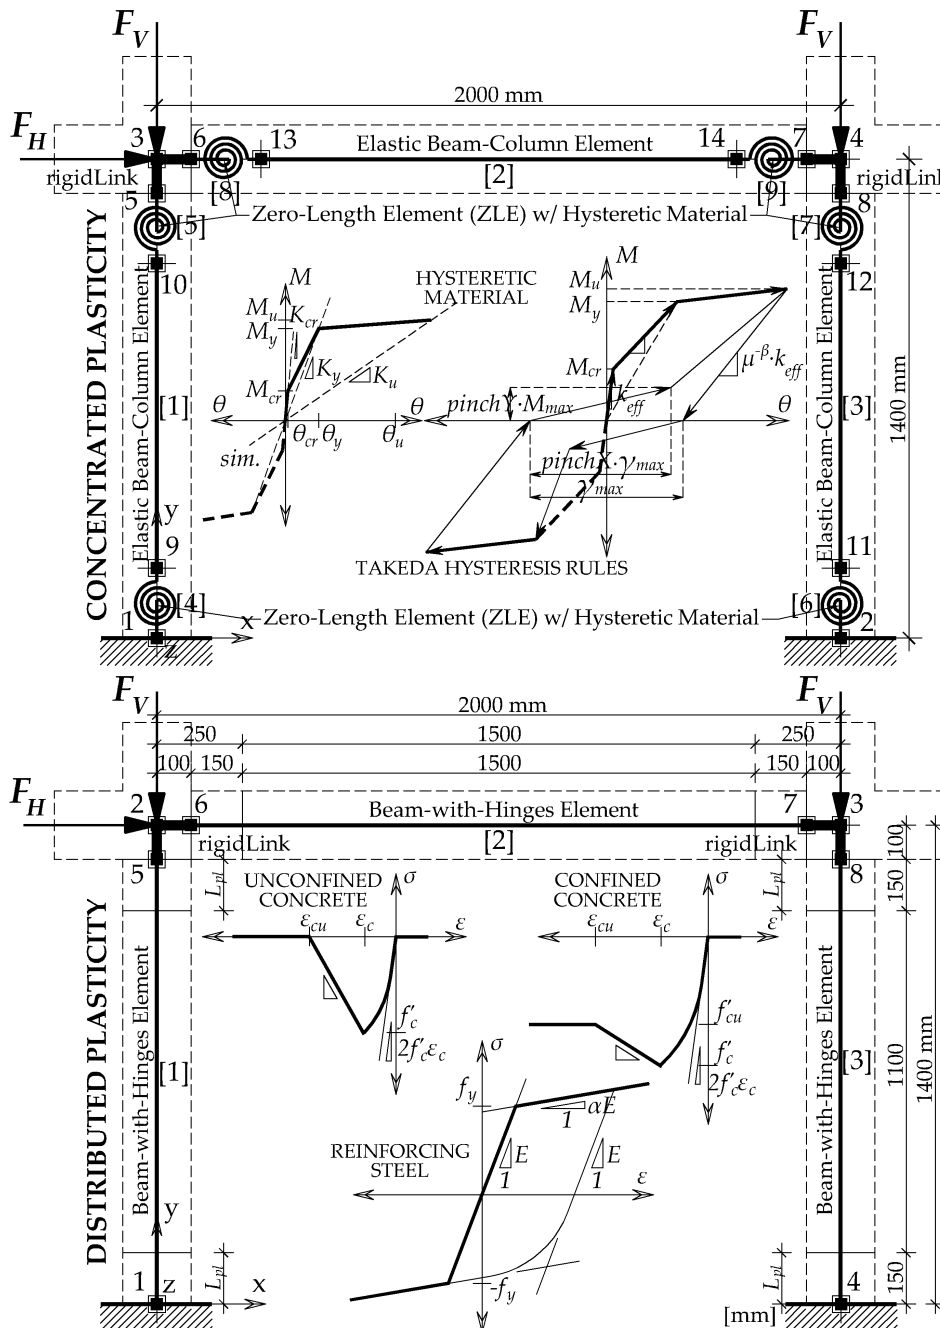 F_V
F_V
2000 mm
F_H
3
6
13
Elastic Beam-Column Element
14
7
4
[8]
[2]
[9]
rigidLink
rigidLink
5
8
[5]
Zero-Length Element (ZLE) w/ Hysteretic Material
[7]
10
12
CONCENTRATED PLASTICITY
Elastic Beam-Column Element
[1]
M
HYSTERETIC
MATERIAL
M_u
K_cr
M_y
K_y
K_u
M_cr
θ
θ
θ_cr
θ_y
θ_u
sim.
M
M_u
M_y
M_cr
μ^-β·k_eff
pinchY·M_max
k_eff
θ
pinchX·γ_max
γ_max
TAKEDA HYSTERESIS RULES
Elastic Beam-Column Element
[3]
1400 mm
y
9
11
[4]
Zero-Length Element (ZLE) w/ Hysteretic Material
[6]
1
x
2
z
F_V
F_V
2000 mm
250
1500
250
100
150
1500
150
100
F_H
2
6
Beam-with-Hinges Element
7
3
rigidLink
[2]
rigidLink
100
5
8
L_pl
UNCONFINED
CONCRETE
σ
ε_cu
ε_c
ε
f'_c
2f'_c ε_c
CONFINED
CONCRETE
σ
ε_cu
ε_c
ε
f'_cu
f'_c
2f'_c ε_c
L_pl
150
DISTRIBUTED PLASTICITY
Beam-with-Hinges Element
[1]
Beam-with-Hinges Element
[3]
1100
1400 mm
σ
f_y
αE
1
REINFORCING
STEEL
E
1
E
1
ε
-f_y
y
1
z
x
L_pl
L_pl
150
4
[mm]